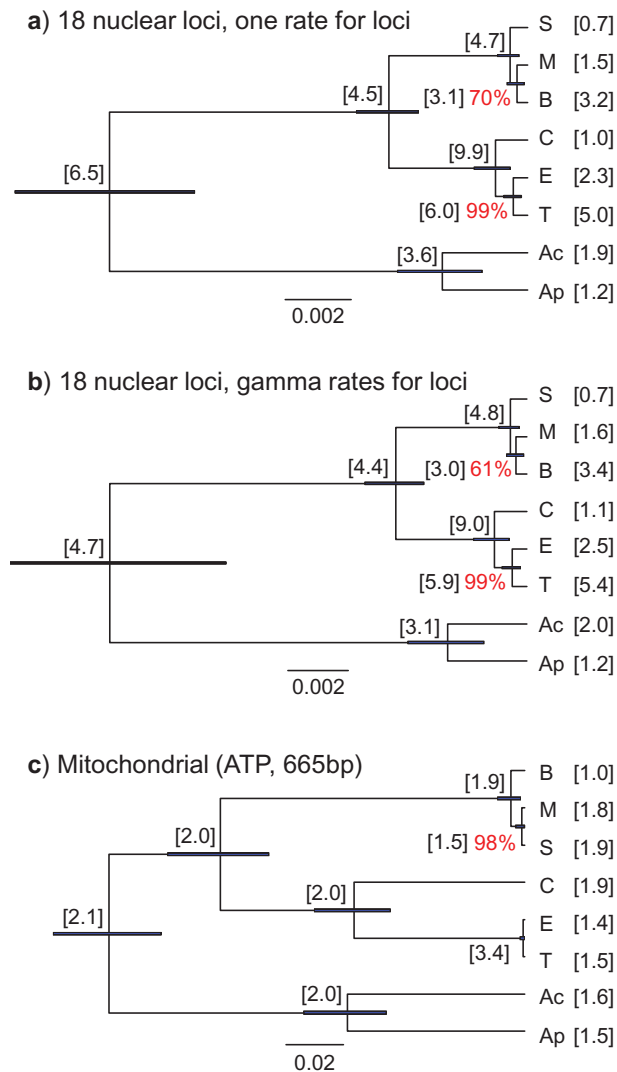 a) 18 nuclear loci, one rate for loci
[4.7] S [0.7]
M [1.5]
[4.5] [3.1] 70% B [3.2]
[9.9] C [1.0]
[6.5] E [2.3]
[6.0] 99% T [5.0]
[3.6] Ac [1.9]
Ap [1.2]
0.002
b) 18 nuclear loci, gamma rates for loci
[4.8] S [0.7]
M [1.6]
[4.4] [3.0] 61% B [3.4]
[9.0] C [1.1]
[4.7] E [2.5]
[5.9] 99% T [5.4]
[3.1] Ac [2.0]
Ap [1.2]
0.002
c) Mitochondrial (ATP, 665bp)
[1.9] B [1.0]
M [1.8]
[2.0] [1.5] 98% S [1.9]
[2.0] C [1.9]
[2.1] E [1.4]
[3.4] T [1.5]
[2.0] Ac [1.6]
Ap [1.5]
0.02